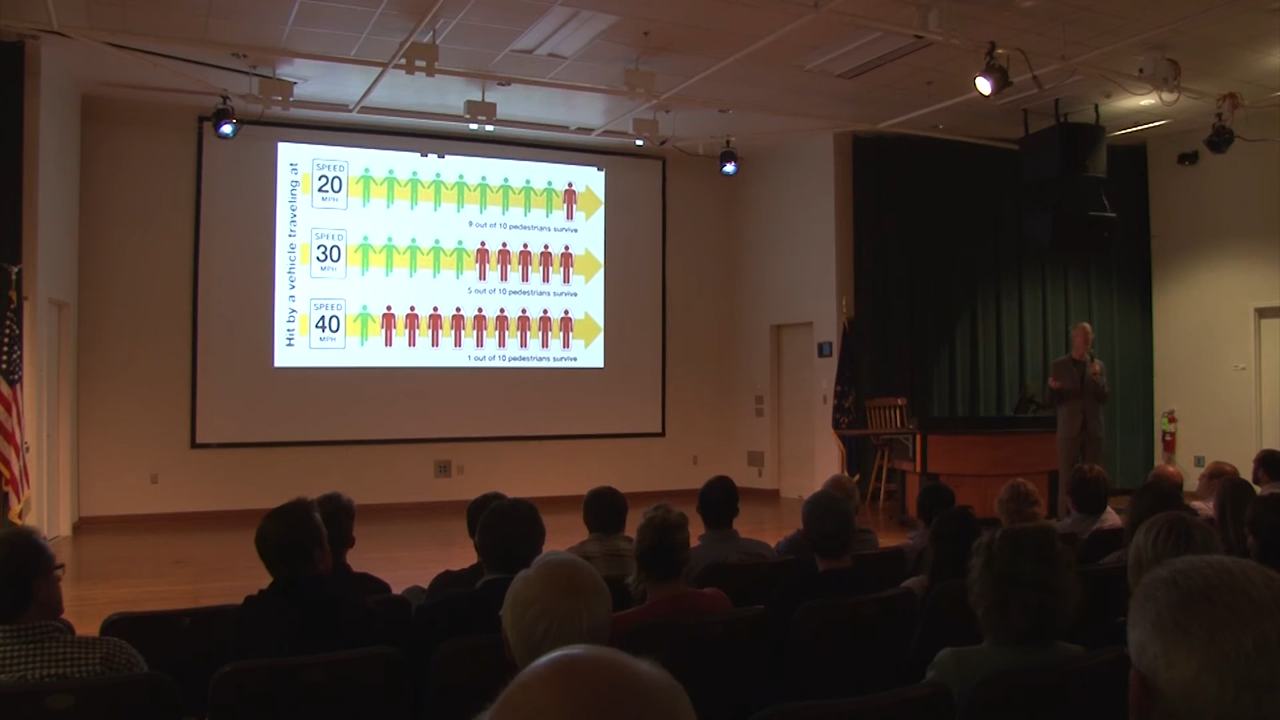 Hit by a vehicle traveling at
SPEED
20
MPH
9 out of 10 pedestrians survive
SPEED
30
MPH
5 out of 10 pedestrians survive
SPEED
40
MPH
1 out of 10 pedestrians survive